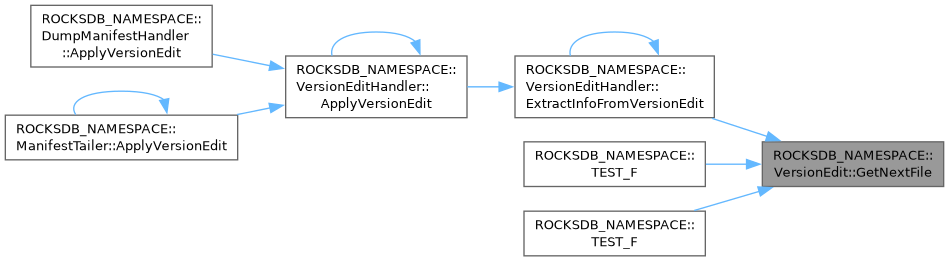 ROCKSDB_NAMESPACE::
DumpManifestHandler
::ApplyVersionEdit
ROCKSDB_NAMESPACE::
ManifestTailer::ApplyVersionEdit
ROCKSDB_NAMESPACE::
VersionEditHandler::
ApplyVersionEdit
ROCKSDB_NAMESPACE::
VersionEditHandler::
ExtractInfoFromVersionEdit
ROCKSDB_NAMESPACE::
TEST_F
ROCKSDB_NAMESPACE::
TEST_F
ROCKSDB_NAMESPACE::
VersionEdit::GetNextFile